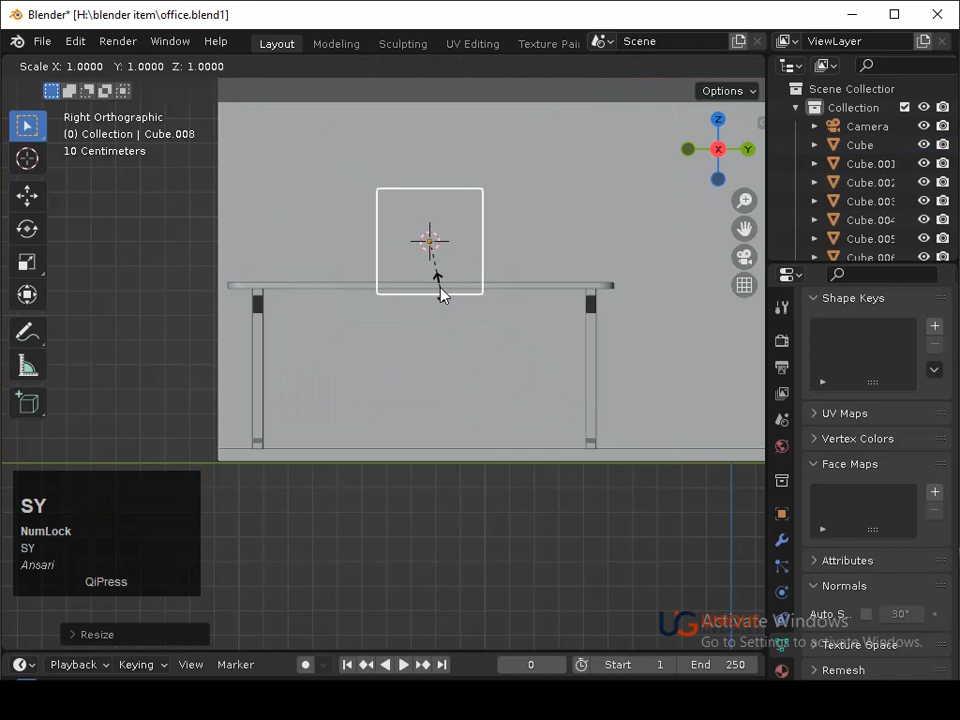 Blender* [H:\blender item\office.blend1]
File Edit Render Window Help Layout Modeling Sculpting UV Editing Texture Pai Scene ViewLayer
Scale X: 1.0000 Y: 1.0000 Z: 1.0000
Options
Right Orthographic
(0) Collection | Cube.008
10 Centimeters
Z
X
Y
Scene Collection
Collection
Camera
Cube
Cube.001
Cube.002
Cube.003
Cube.004
Cube.005
Cube.006
Shape Keys
UV Maps
Vertex Colors
Face Maps
Attributes
Normals
Auto S.. 30°
Texture Space
Remesh
SY
NumLock
SY
Ansari
QiPress
Resize
UG
Activate Windows
Go to Settings to activate Windows.
Playback Keying View Marker 0 Start 1 End 250